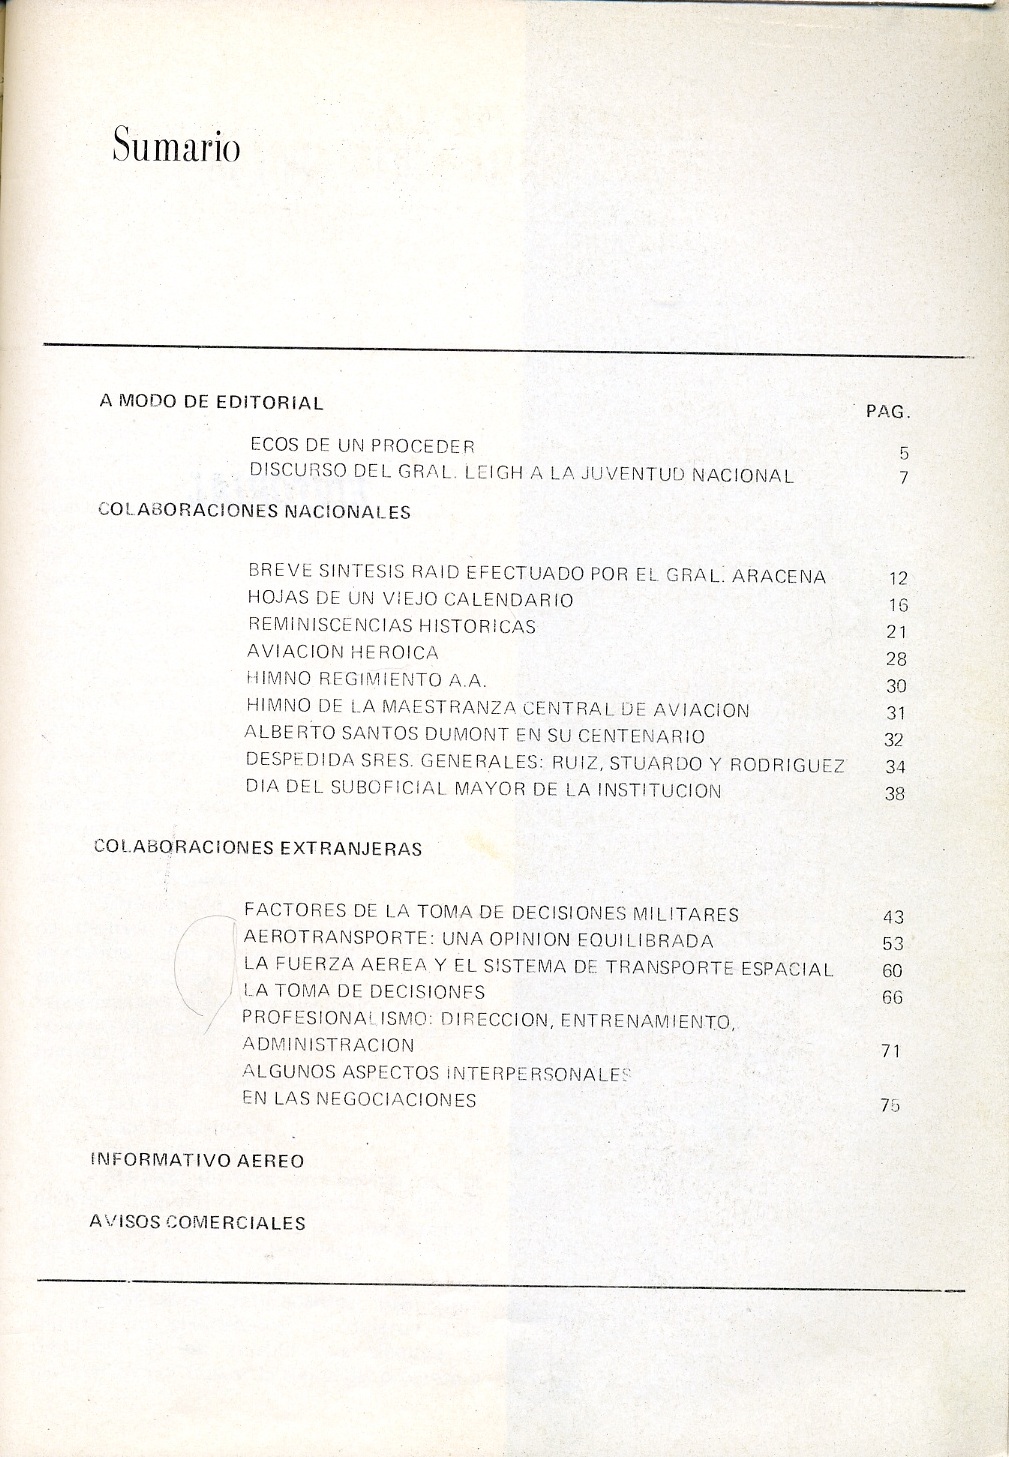 Sumario
A MODO DE EDITORIAL
PAG.
ECOS DE UN PROCEDER 5
DISCURSO DEL GRAL. LEIGH A LA JUVENTUD NACIONAL 7
COLABORACIONES NACIONALES
BREVE SINTESIS RAID EFECTUADO POR EL GRAL. ARACENA 12
HOJAS DE UN VIEJO CALENDARIO 16
REMINISCENCIAS HISTORICAS 21
AVIACION HEROICA 28
HIMNO REGIMIENTO A.A. 30
HIMNO DE LA MAESTRANZA CENTRAL DE AVIACION 31
ALBERTO SANTOS DUMONT EN SU CENTENARIO 32
DESPEDIDA SRES. GENERALES: RUIZ, STUARDO Y RODRIGUEZ 34
DIA DEL SUBOFICIAL MAYOR DE LA INSTITUCION 38
COLABORACIONES EXTRANJERAS
FACTORES DE LA TOMA DE DECISIONES MILITARES 43
AEROTRANSPORTE: UNA OPINION EQUILIBRADA 53
LA FUERZA AEREA Y EL SISTEMA DE TRANSPORTE ESPACIAL 60
LA TOMA DE DECISIONES 66
PROFESIONALISMO: DIRECCION, ENTRENAMIENTO,
ADMINISTRACION 71
ALGUNOS ASPECTOS INTERPERSONALES
EN LAS NEGOCIACIONES 75
INFORMATIVO AEREO
AVISOS COMERCIALES